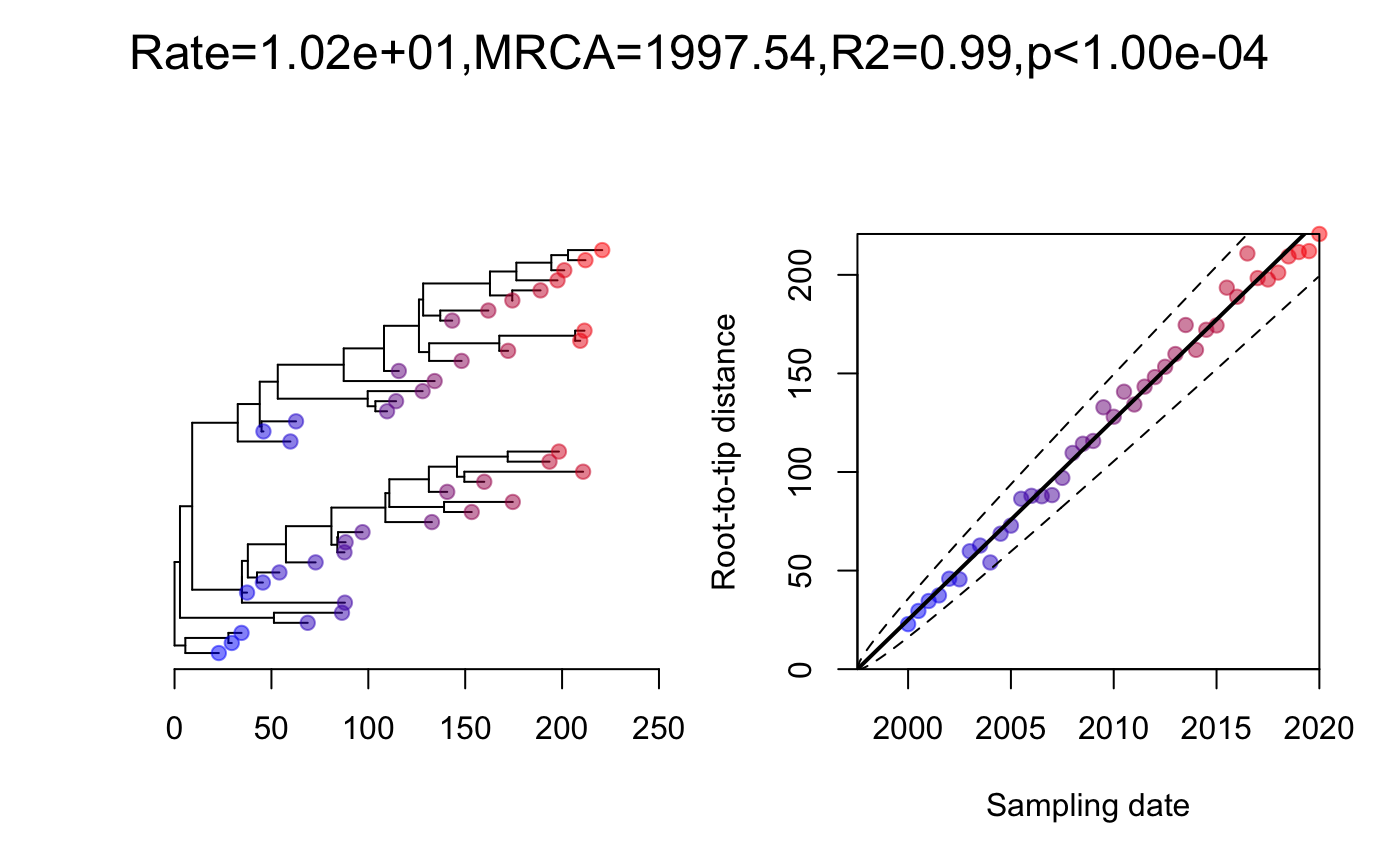 Rate=1.02e+01,MRCA=1997.54,R2=0.99,p<1.00e-04
0 50 100 150 200 250
Root-to-tip distance
0 50 100 150 200
2000 2005 2010 2015 2020
Sampling date